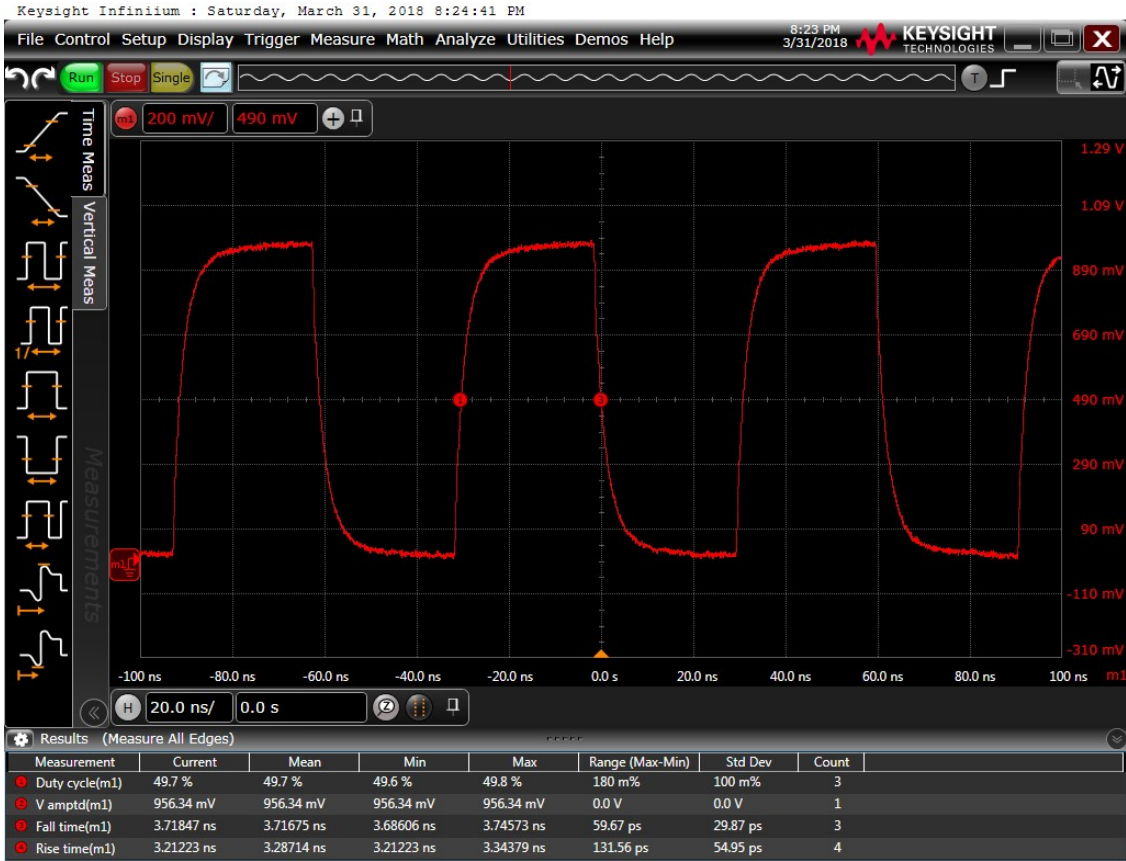 Keysight Infiniium : Saturday, March 31, 2018 8:24:41 PM
File Control Setup Display Trigger Measure Math Analyze Utilities Demos Help
8:23 PM
3/31/2018
KEYSIGHT
TECHNOLOGIES
X
Run Stop Single
T
Time Meas
Vertical Meas
Measurements
1/
m1 200 mV/ 490 mV +
1.29 V
1.09 V
890 mV
690 mV
490 mV
290 mV
90 mV
-110 mV
-310 mV
1
3
m1
-100 ns -80.0 ns -60.0 ns -40.0 ns -20.0 ns 0.0 s 20.0 ns 40.0 ns 60.0 ns 80.0 ns 100 ns m1
H 20.0 ns/ 0.0 s Z
Results (Measure All Edges)
Measurement Current Mean Min Max Range (Max-Min) Std Dev Count
1 Duty cycle(m1) 49.7 % 49.7 % 49.6 % 49.8 % 180 m% 100 m% 3
2 V amptd(m1) 956.34 mV 956.34 mV 956.34 mV 956.34 mV 0.0 V 0.0 V 1
3 Fall time(m1) 3.71847 ns 3.71675 ns 3.68606 ns 3.74573 ns 59.67 ps 29.87 ps 3
4 Rise time(m1) 3.21223 ns 3.28714 ns 3.21223 ns 3.34379 ns 131.56 ps 54.95 ps 4